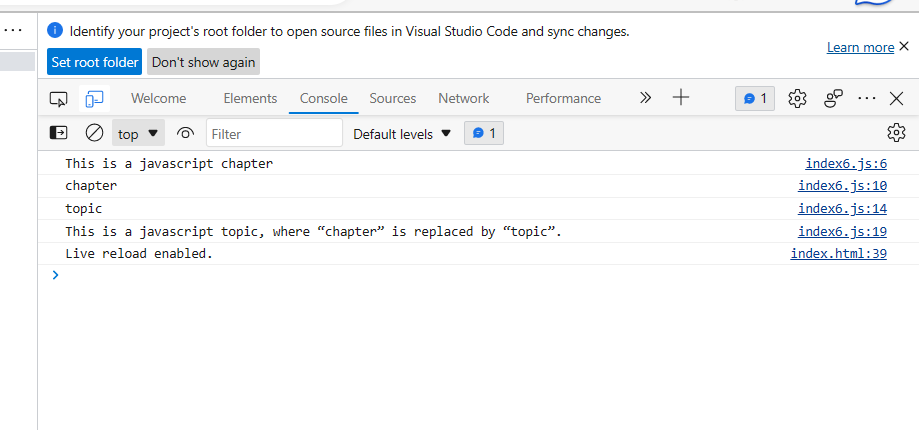 Identify your project's root folder to open source files in Visual Studio Code and sync changes.
Learn more
Set root folder Don't show again
Welcome Elements Console Sources Network Performance 1
top Filter Default levels 1
This is a javascript chapter index6.js:6
chapter index6.js:10
topic index6.js:14
This is a javascript topic, where “chapter” is replaced by “topic”. index6.js:19
Live reload enabled. index.html:39